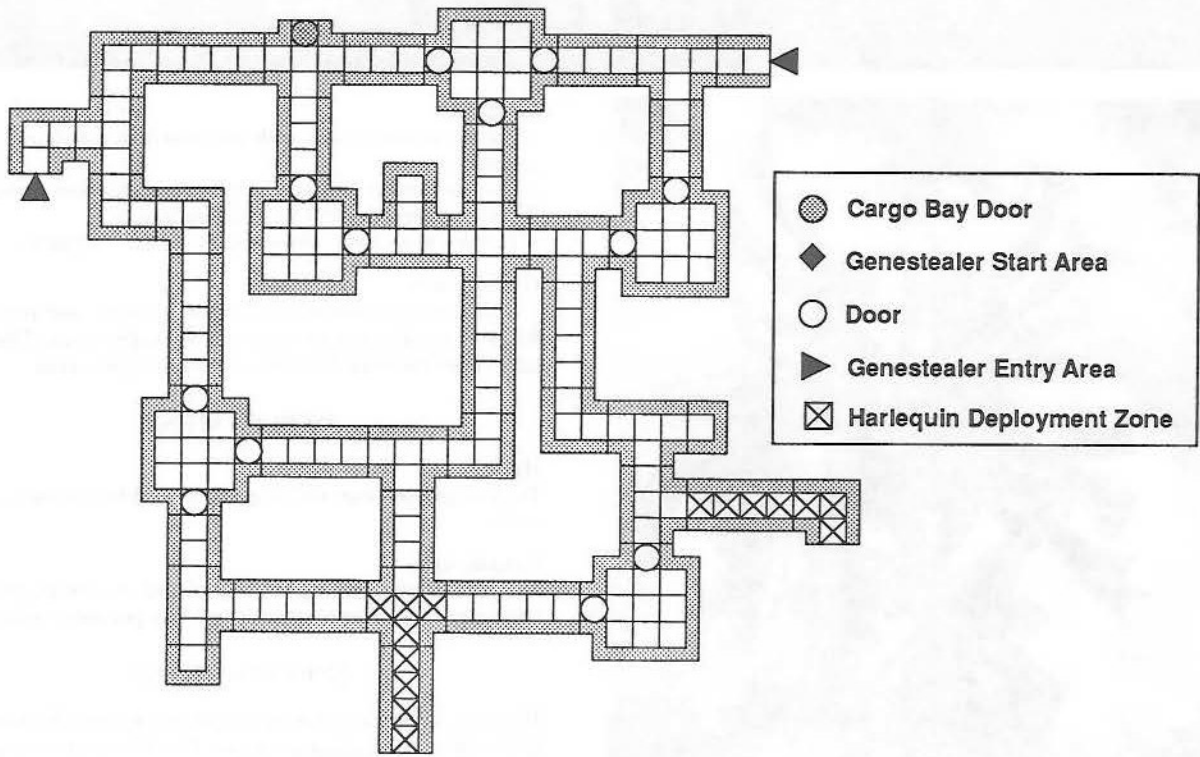 Cargo Bay Door
Genestealer Start Area
Door
Genestealer Entry Area
Harlequin Deployment Zone